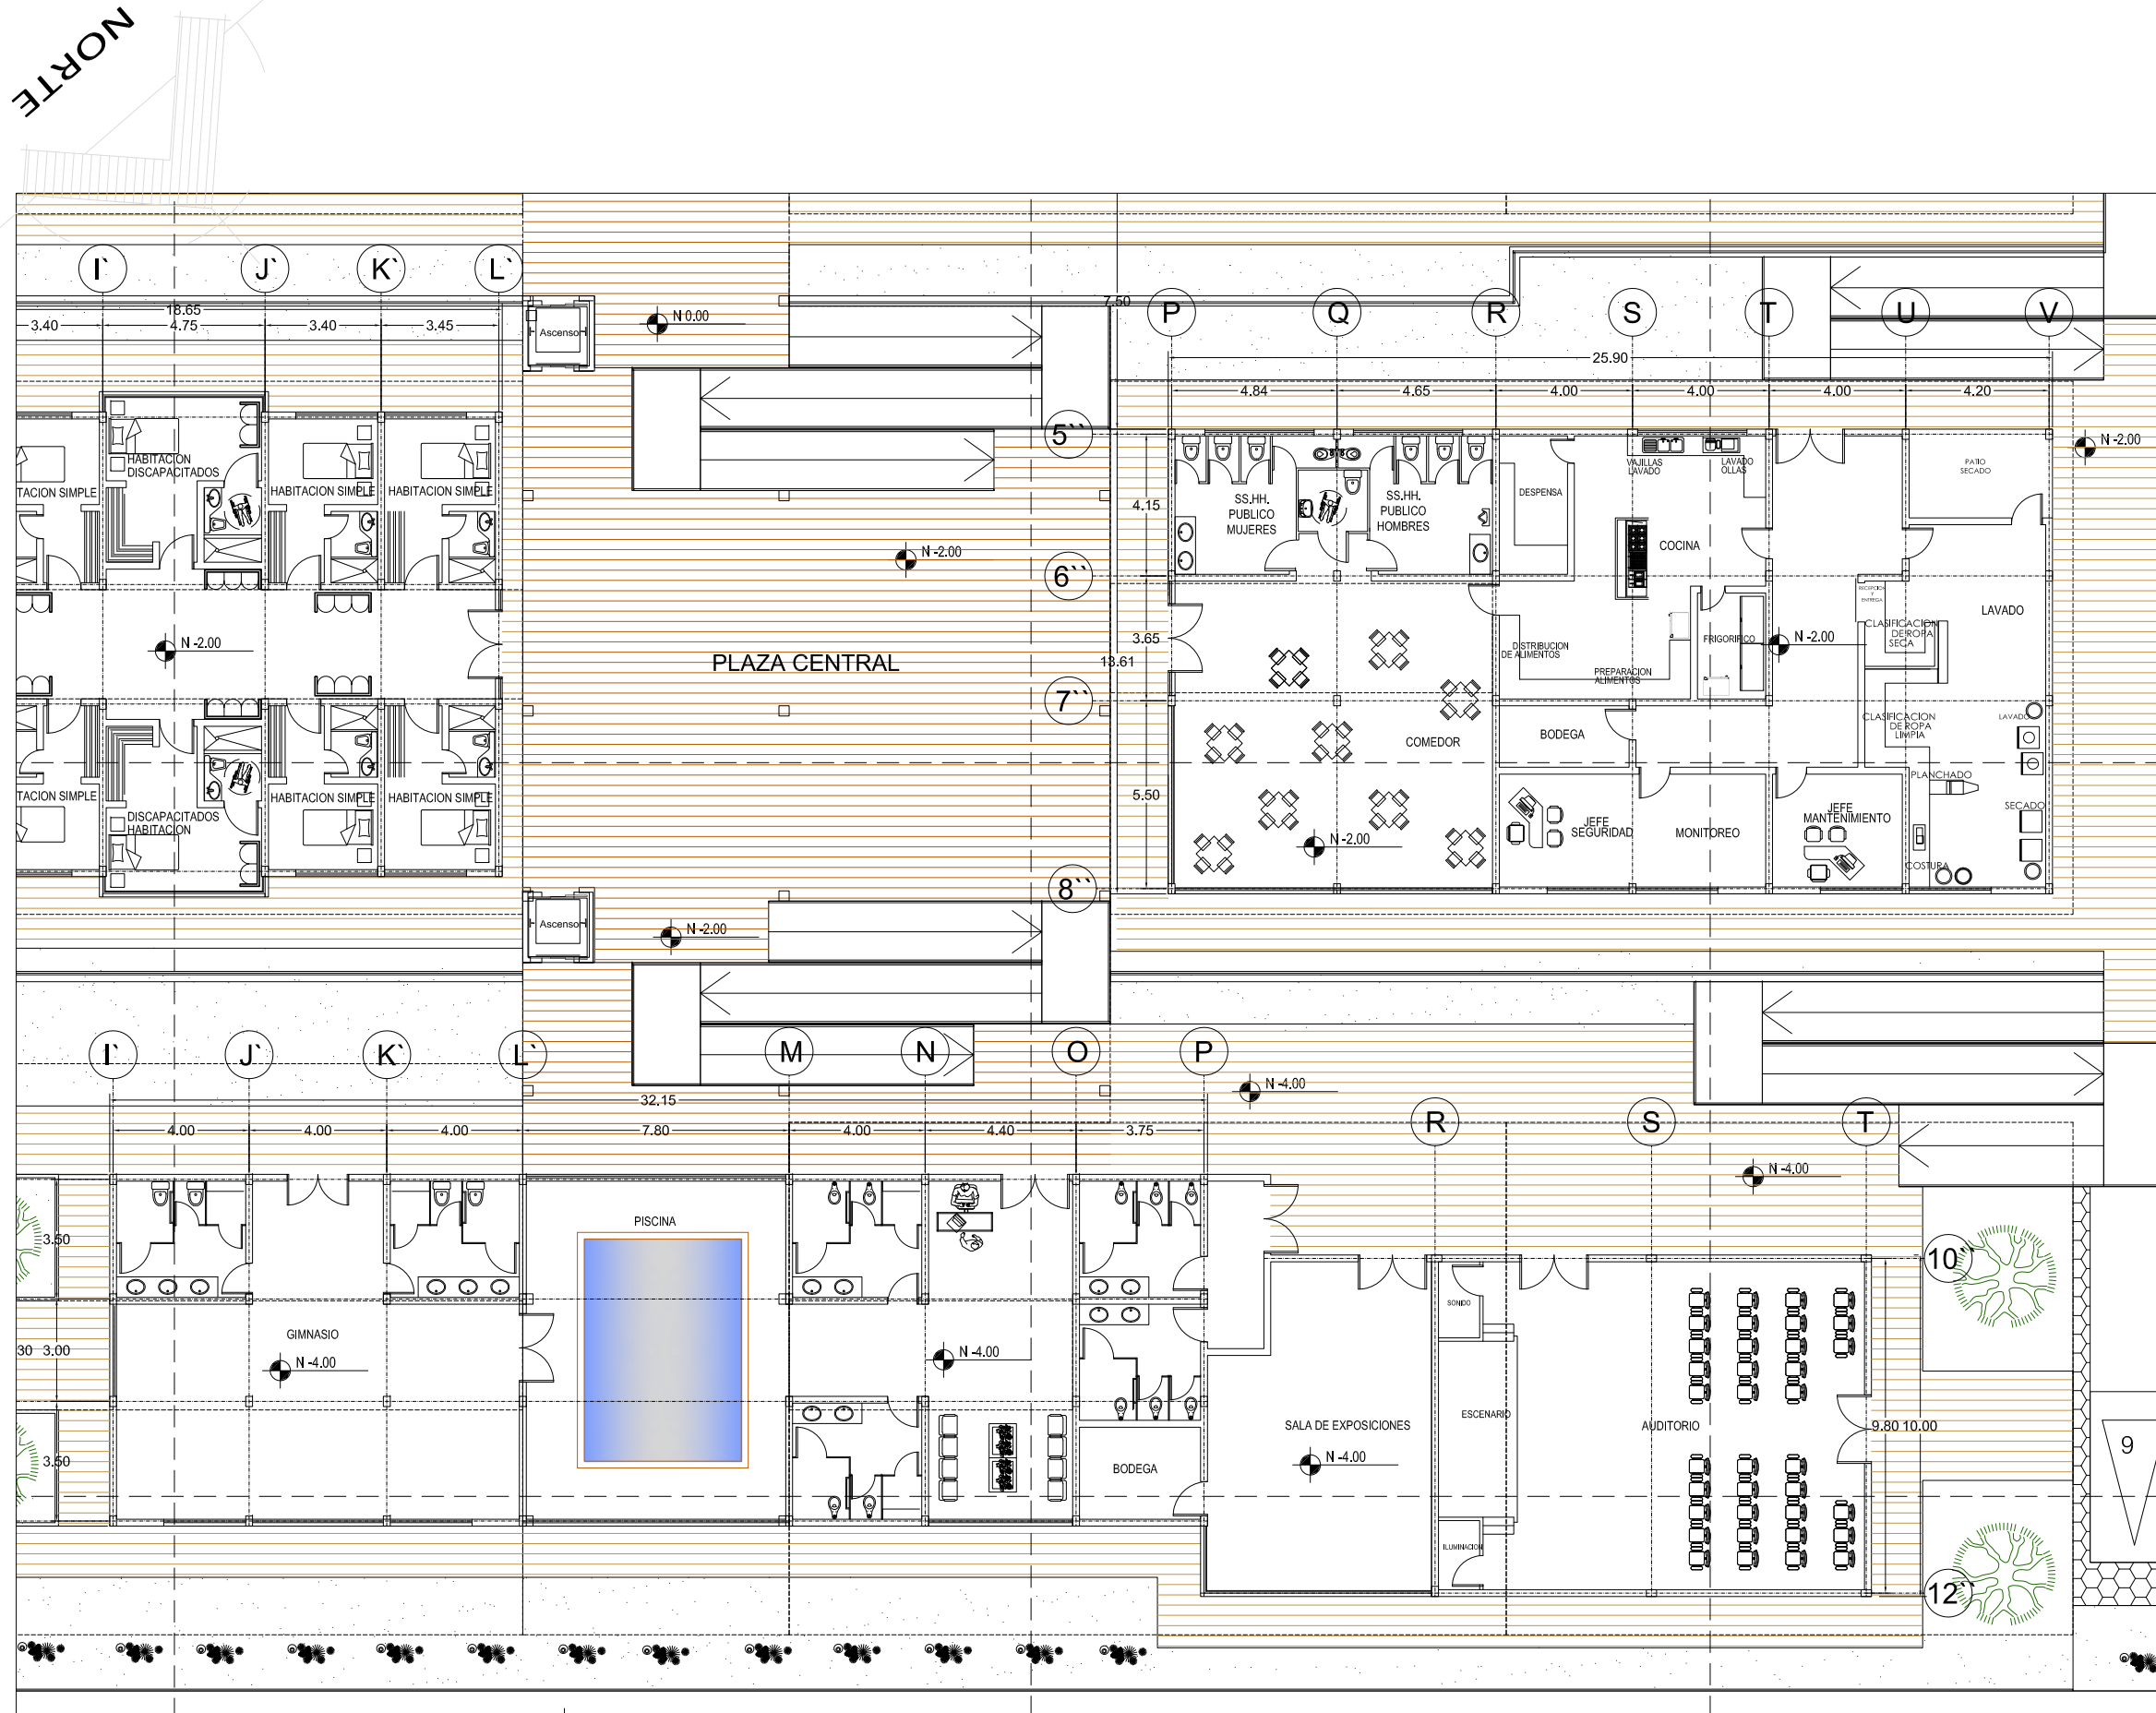 NORTE
I`
J`
K`
L`
18.65
3.40
4.75
3.40
3.45
Ascensor
N 0.00
7.50
P
Q
R
S
T
U
V
25.90
4.84
4.65
4.00
4.00
4.00
4.20
5``
6``
7``
8``
4.15
3.65
13.61
5.50
N -2.00
HABITACION
DISCAPACITADOS
TACION SIMPLE
HABITACION SIMPLE
HABITACION SIMPLE
N -2.00
N -2.00
PLAZA CENTRAL
TACION SIMPLE
HABITACION SIMPLE
HABITACION SIMPLE
DISCAPACITADOS
HABITACION
SS.HH.
PUBLICO
MUJERES
SS.HH.
PUBLICO
HOMBRES
DESPENSA
VAJILLAS
LAVADO
LAVADO
OLLAS
COCINA
PATIO
SECADO
RECEPCION
Y
ENTREGA
LAVADO
CLASIFICACION
DE ROPA
SECA
FRIGORIFICO
N -2.00
DISTRIBUCION
DE ALIMENTOS
PREPARACION
ALIMENTOS
COMEDOR
BODEGA
CLASIFICACION
DE ROPA
LIMPIA
LAVADO
PLANCHADO
SECADO
JEFE
SEGURIDAD
MONITOREO
JEFE
MANTENIMIENTO
COSTURA
N -2.00
Ascensor
N -2.00
I`
J`
K`
L`
M
N
O
P
32.15
4.00
4.00
4.00
7.80
4.00
4.40
3.75
N -4.00
R
S
T
N -4.00
3.50
30
3.00
3.50
PISCINA
GIMNASIO
N -4.00
N -4.00
BODEGA
SALA DE EXPOSICIONES
N -4.00
SONIDO
ESCENARIO
ILUMINACION
AUDITORIO
10``
9.80
10.00
12``
9